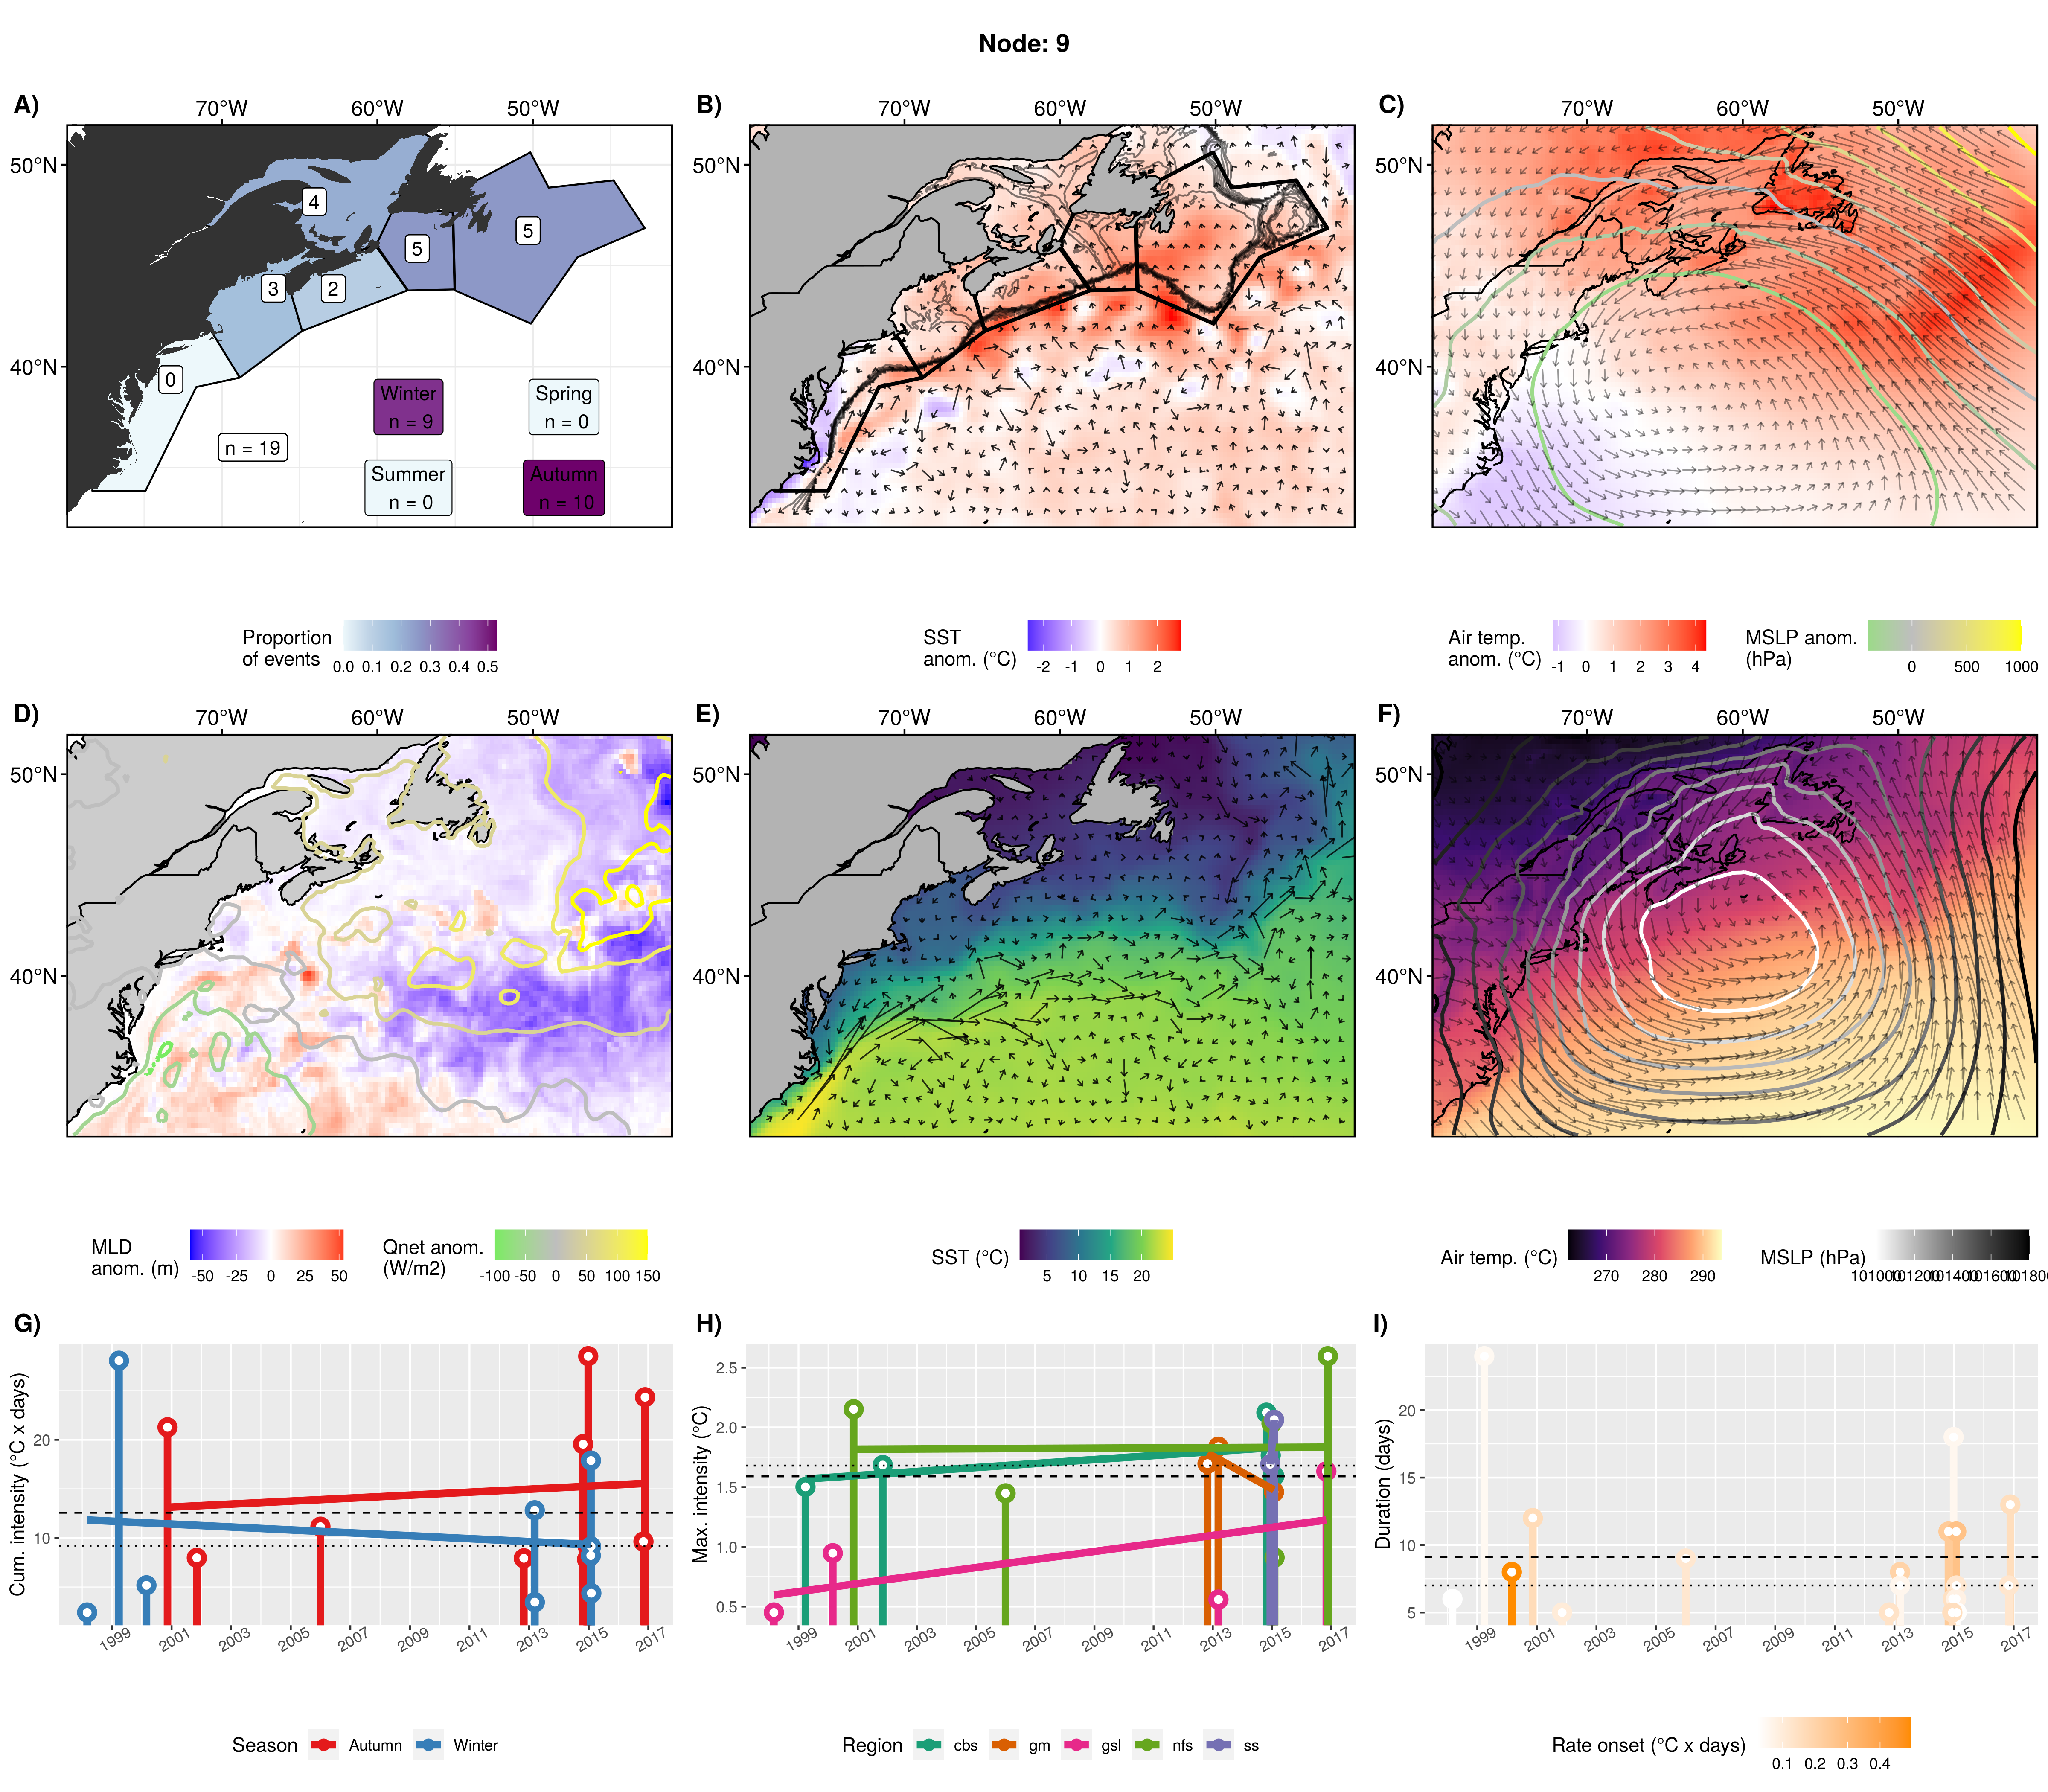 Node: 9
A)
70°W 60°W 50°W
50°N
40°N
4
5
5
3
2
0
n = 19
Winter
n = 9
Spring
n = 0
Summer
n = 0
Autumn
n = 10
Proportion
of events
0.0 0.1 0.2 0.3 0.4 0.5
B)
70°W 60°W 50°W
50°N
40°N
SST
anom. (°C)
-2 -1 0 1 2
C)
70°W 60°W 50°W
50°N
40°N
Air temp.
anom. (°C)
-1 0 1 2 3 4
MSLP anom.
(hPa)
0 500 1000
D)
70°W 60°W 50°W
50°N
40°N
MLD
anom. (m)
-50 -25 0 25 50
Qnet anom.
(W/m2)
-100 -50 0 50 100 150
E)
70°W 60°W 50°W
50°N
40°N
SST (°C)
5 10 15 20
F)
70°W 60°W 50°W
50°N
40°N
Air temp. (°C)
270 280 290
MSLP (hPa)
101000 101200 101400 101600 101800
G)
Cum. intensity (°C x days)
20
10
1999 2001 2003 2005 2007 2009 2011 2013 2015 2017
Season Autumn Winter
H)
Max. intensity (°C)
2.5
2.0
1.5
1.0
0.5
1999 2001 2003 2005 2007 2009 2011 2013 2015 2017
Region cbs gm gsl nfs ss
I)
Duration (days)
20
15
10
5
1999 2001 2003 2005 2007 2009 2011 2013 2015 2017
Rate onset (°C x days)
0.1 0.2 0.3 0.4